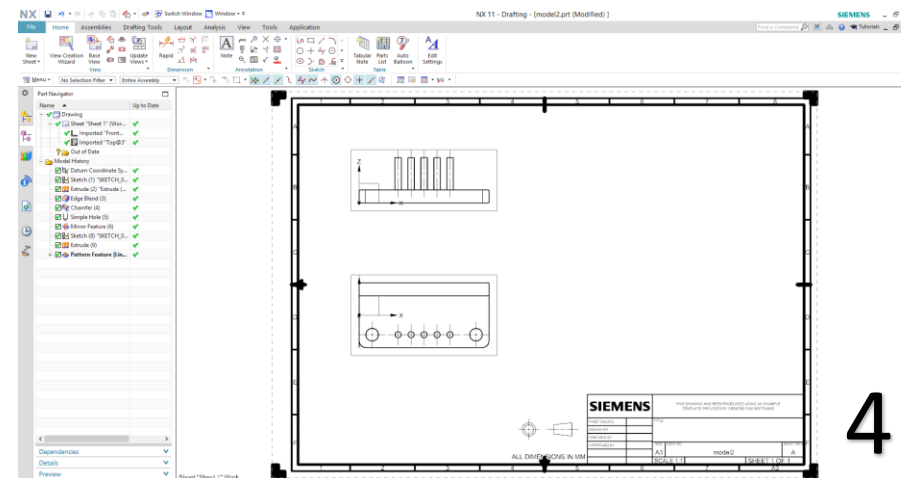 NX
Switch Window
Window
NX 11 - Drafting - [model2.prt (Modified) ]
SIEMENS
File
Home
Assemblies
Drafting Tools
Layout
Analysis
View
Tools
Application
Find a Command
Tutorials
New Sheet
View Creation Wizard
Base View
Update Views
Rapid
Note
Tabular Note
Parts List
Auto Balloon
Edit Settings
View
Dimension
Annotation
Sketch
Table
Menu
No Selection Filter
Entire Assembly
Part Navigator
Name
Up to Date
Drawing
Sheet "Sheet 1" (Wor...
Imported "Front...
Imported "Top@3"
Out of Date
Model History
Datum Coordinate Sy...
Sketch (1) "SKETCH_0...
Extrude (2) "Extrude (...
Edge Blend (3)
Chamfer (4)
Simple Hole (5)
Mirror Feature (6)
Sketch (8) "SKETCH_0...
Extrude (9)
Pattern Feature [Lin...
Dependencies
Details
Preview
Z
X
X
SIEMENS
THIS DRAWING HAS BEEN PRODUCED USING AN EXAMPLE
TEMPLATE PROVIDED BY SIEMENS PLM SOFTWARE
TITLE
A3
model2
A
SCALE 1:1
SHEET 1 OF 1
ALL DIMENSIONS IN MM
A3
Sheet "Sheet 1" Work
4